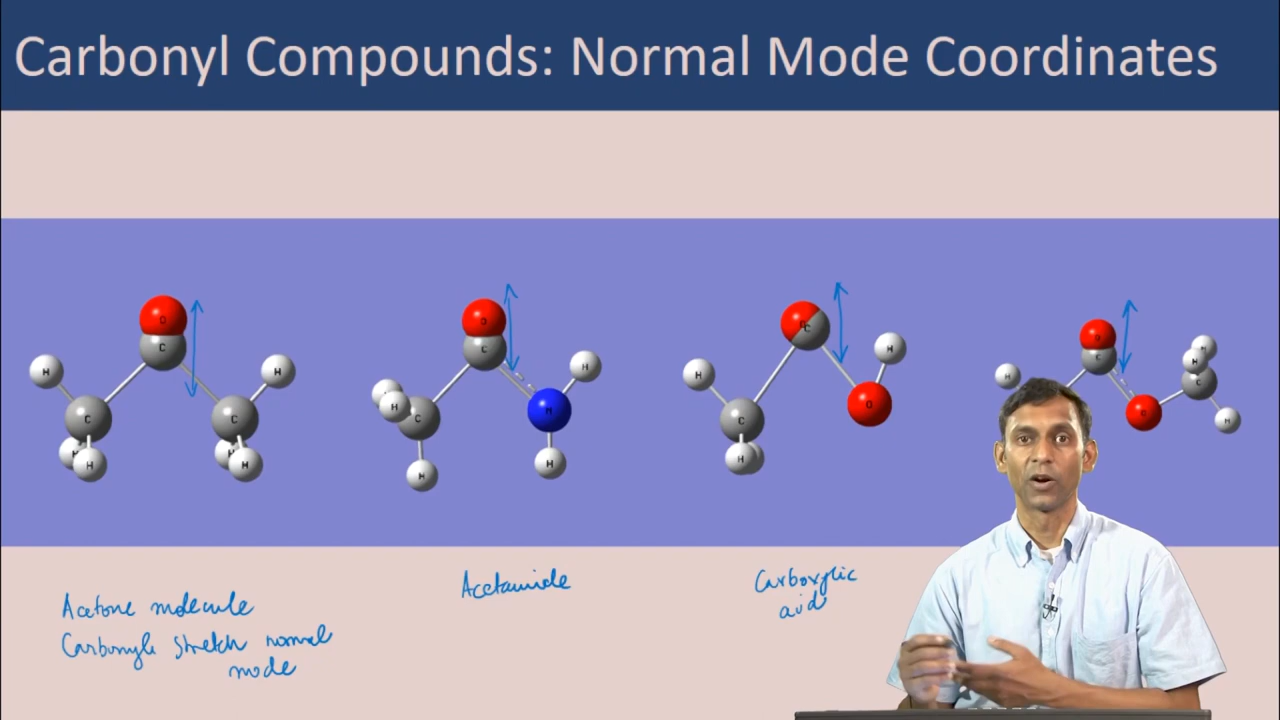 Carbonyl Compounds: Normal Mode Coordinates
O
C
H
C
H
H
H
C
H
H
O
C
H
C
H
N
H
H
C
H
C
H
H
O
H
C
O
H
H
C
H
Acetamide
Carboxylic
acid
Acetone molecule
Carbonyl stretch normal
mode